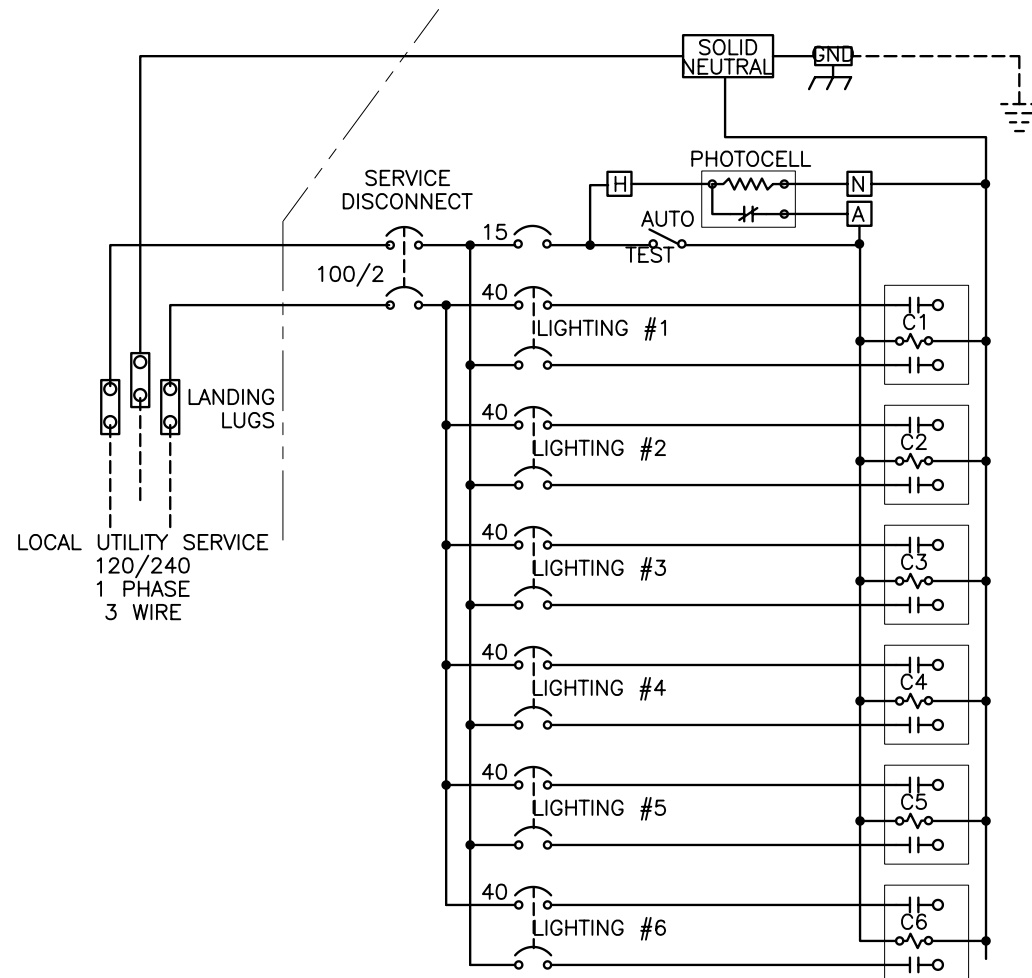 SOLID
NEUTRAL
GND
PHOTOCELL
H
N
A
SERVICE
DISCONNECT
100/2
15
AUTO
TEST
40
LIGHTING #1
C1
LANDING
LUGS
40
LIGHTING #2
C2
LOCAL UTILITY SERVICE
120/240
1 PHASE
3 WIRE
40
LIGHTING #3
C3
40
LIGHTING #4
C4
40
LIGHTING #5
C5
40
LIGHTING #6
C6